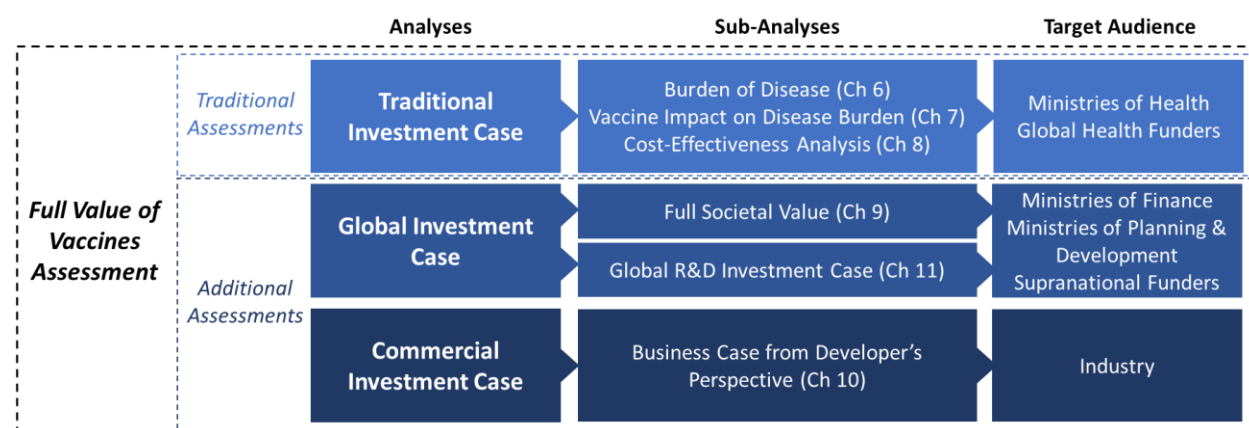 Analyses
Sub-Analyses
Target Audience
Full Value of
Vaccines
Assessment
Traditional
Assessments
Traditional
Investment Case
Burden of Disease (Ch 6)
Vaccine Impact on Disease Burden (Ch 7)
Cost-Effectiveness Analysis (Ch 8)
Ministries of Health
Global Health Funders
Additional
Assessments
Global Investment
Case
Full Societal Value (Ch 9)
Global R&D Investment Case (Ch 11)
Ministries of Finance
Ministries of Planning &
Development
Supranational Funders
Commercial
Investment Case
Business Case from Developer’s
Perspective (Ch 10)
Industry